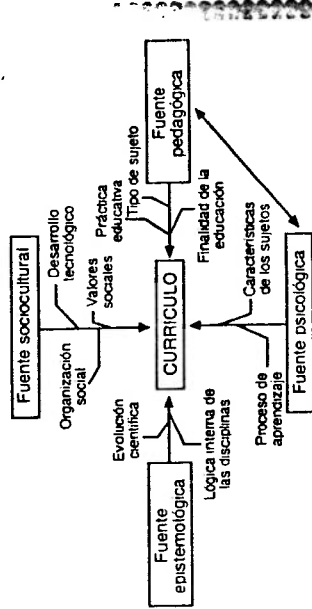 Fuente sociocultural
Desarrollo
tecnológico
Organización
social
Valores
sociales
Fuente
epistemológica
Evolución
científica
Lógica interna de
las disciplinas
CURRICULO
Práctica
educativa
Tipo de sujeto
Finalidad de la
educación
Fuente
pedagógica
Proceso de
aprendizaje
Características
de los sujetos
Fuente psicológica